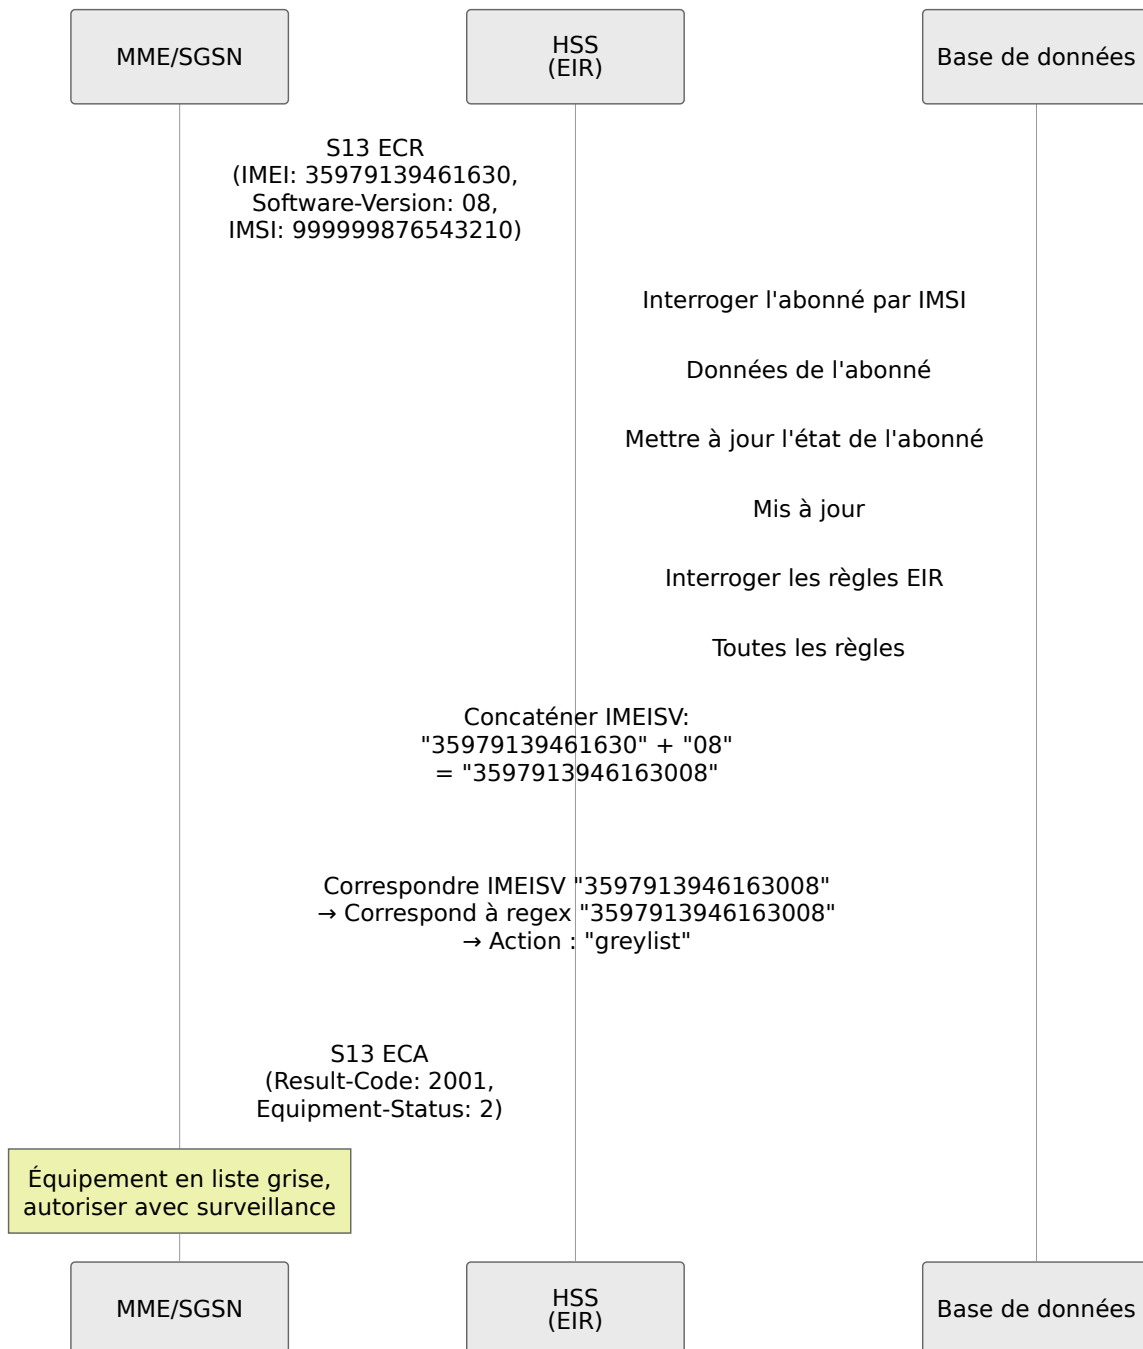 MME/SGSN
HSS
(EIR)
Base de données
S13 ECR
(IMEI: 35979139461630,
Software-Version: 08,
IMSI: 999999876543210)
Interroger l'abonné par IMSI
Données de l'abonné
Mettre à jour l'état de l'abonné
Mis à jour
Interroger les règles EIR
Toutes les règles
Concaténer IMEISV:
"35979139461630" + "08"
= "3597913946163008"
Correspondre IMEISV "3597913946163008"
→ Correspond à regex "3597913946163008"
→ Action : "greylist"
S13 ECA
(Result-Code: 2001,
Equipment-Status: 2)
Équipement en liste grise,
autoriser avec surveillance
MME/SGSN
HSS
(EIR)
Base de données